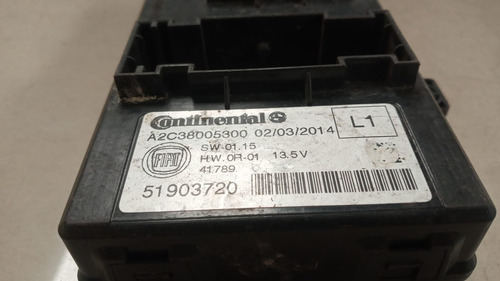 Continental
A2C38005300 02/03/2014
L1
SW.01.15
FIAT
H.W.0R-01 13.5V
41789
51903720